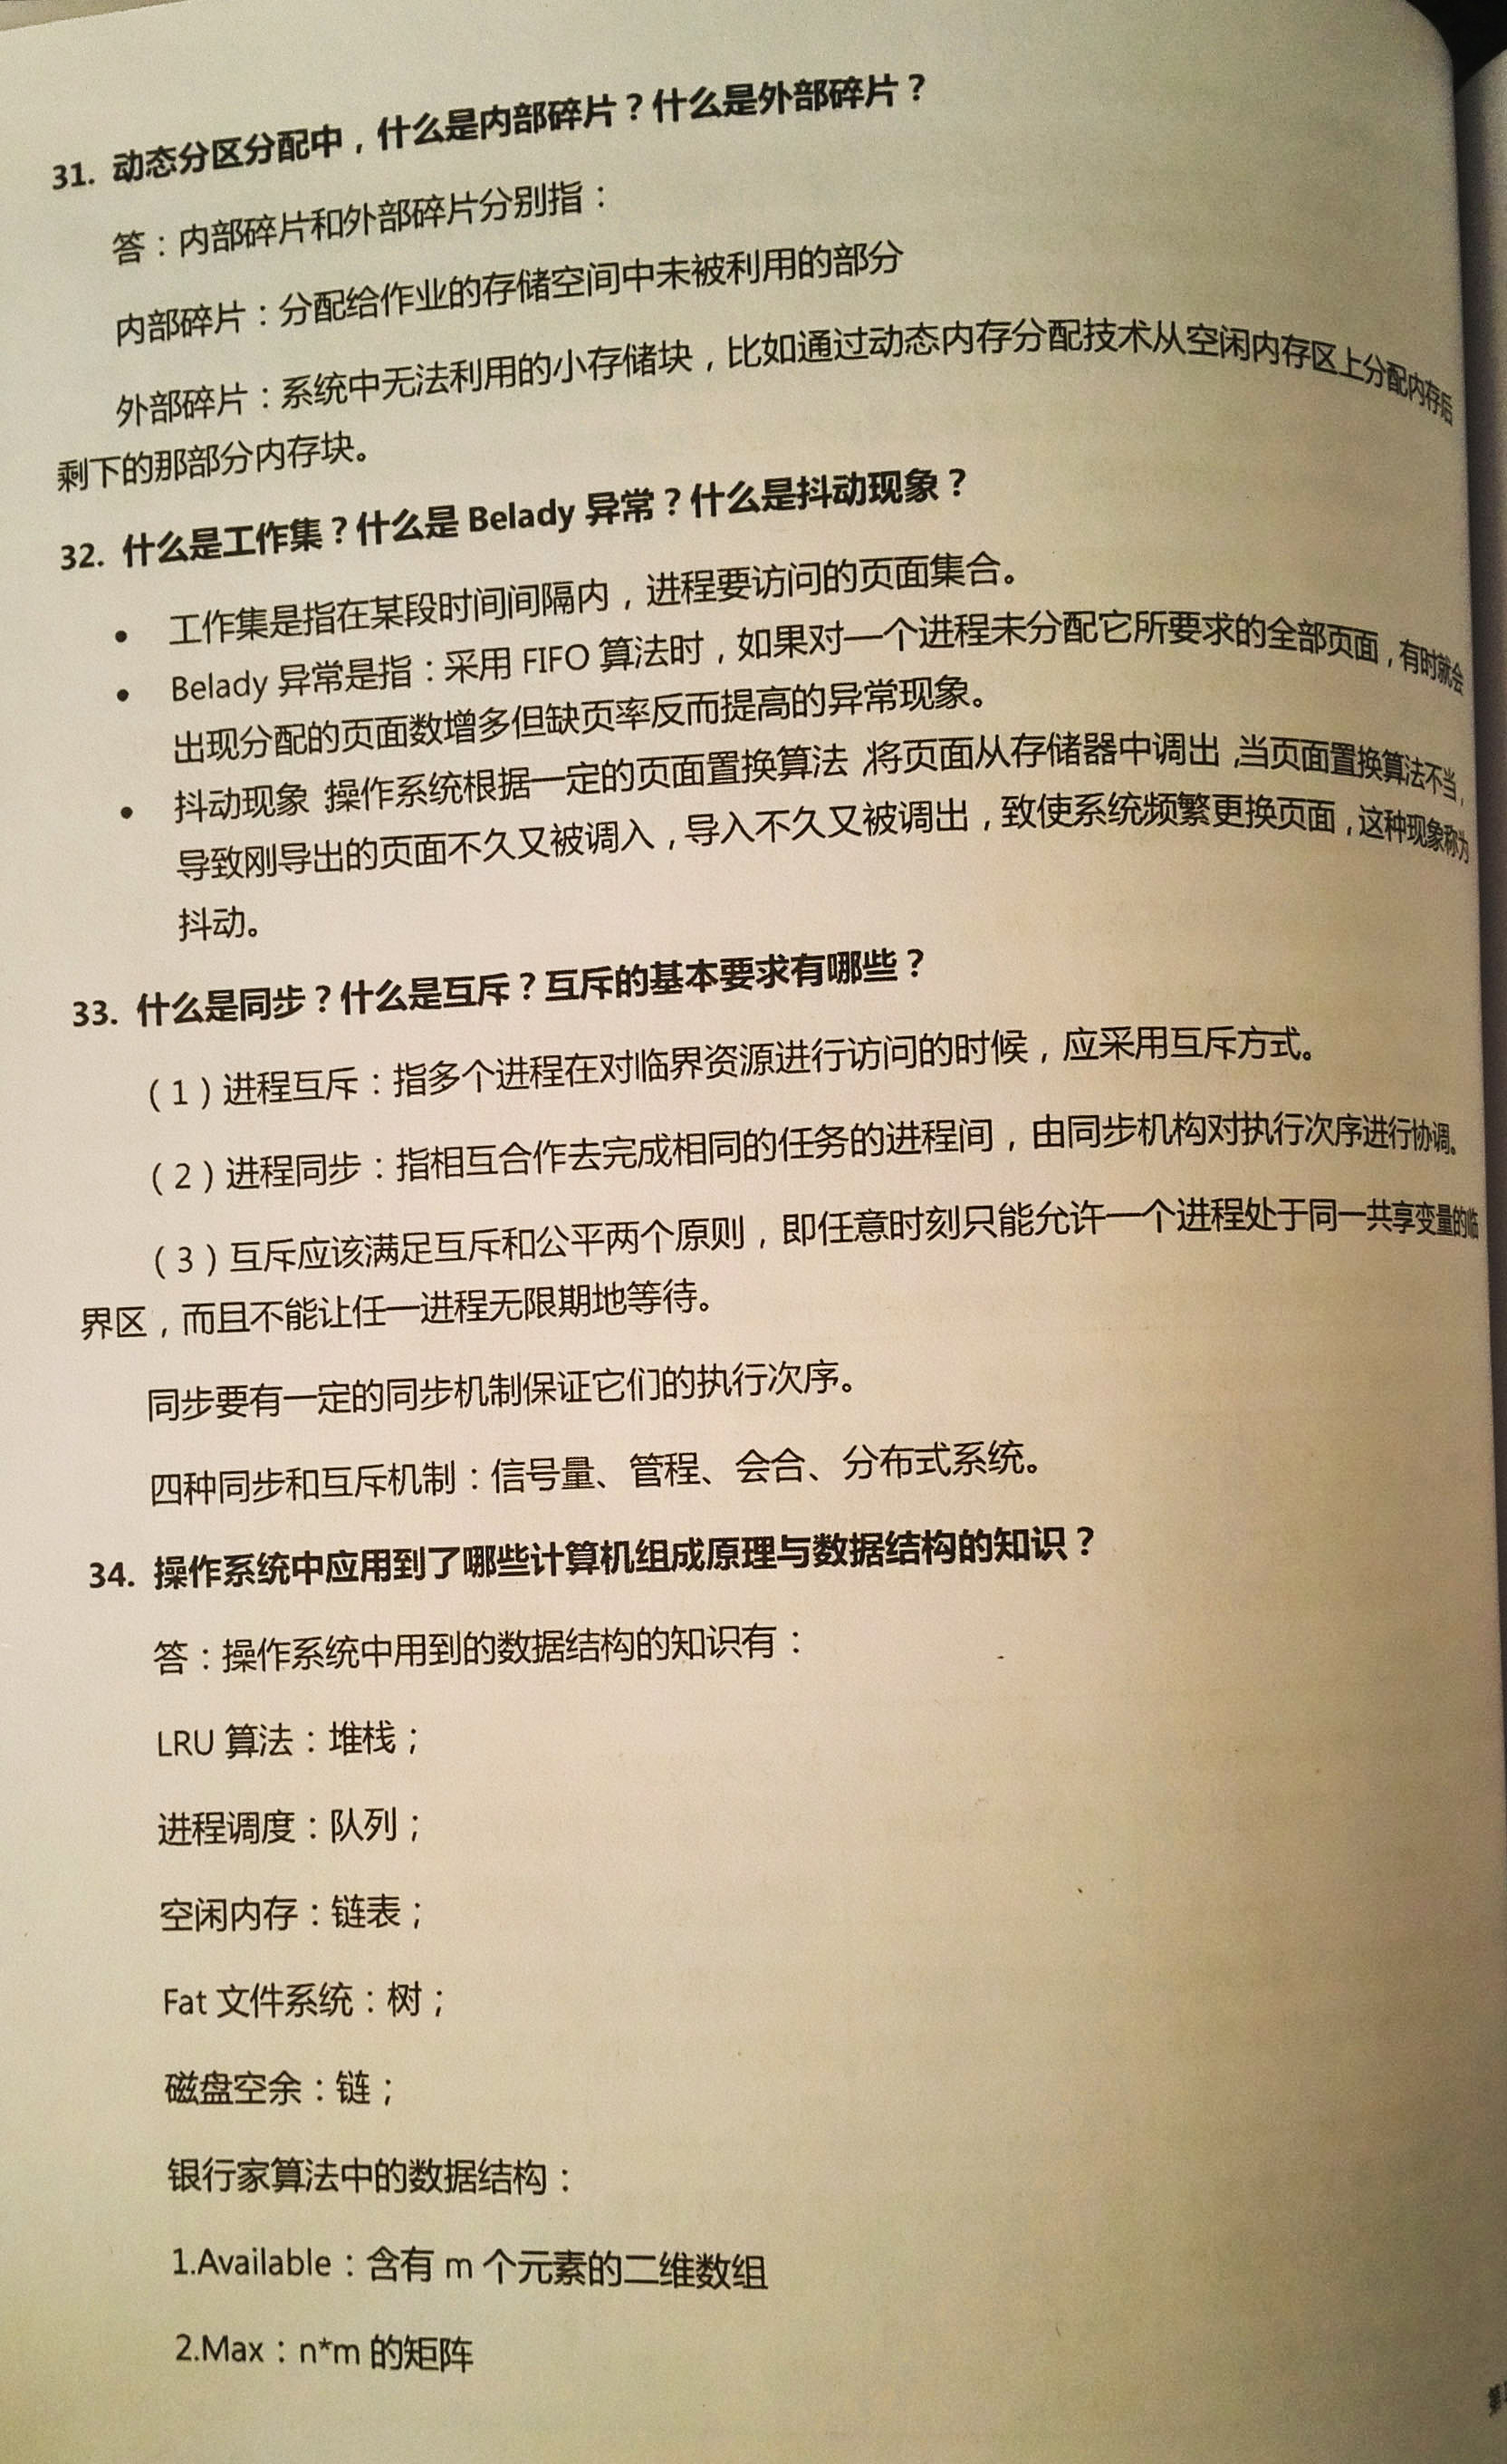 31. 动态分区分配中，什么是内部碎片？什么是外部碎片？
答：内部碎片和外部碎片分别指：
内部碎片：分配给作业的存储空间中未被利用的部分
外部碎片：系统中无法利用的小存储块，比如通过动态内存分配技术从空闲内存区上分配内存后
剩下的那部分内存块。
32. 什么是工作集？什么是 Belady 异常？什么是抖动现象？
• 工作集是指在某段时间间隔内，进程要访问的页面集合。
• Belady 异常是指：采用 FIFO 算法时，如果对一个进程未分配它所要求的全部页面，有时就会
出现分配的页面数增多但缺页率反而提高的异常现象。
• 抖动现象 操作系统根据一定的页面置换算法,将页面从存储器中调出,当页面置换算法不当,
导致刚导出的页面不久又被调入，导入不久又被调出，致使系统频繁更换页面，这种现象称为
抖动。
33. 什么是同步？什么是互斥？互斥的基本要求有哪些？
（1）进程互斥：指多个进程在对临界资源进行访问的时候，应采用互斥方式。
（2）进程同步：指相互合作去完成相同的任务的进程间，由同步机构对执行次序进行协调。
（3）互斥应该满足互斥和公平两个原则，即任意时刻只能允许一个进程处于同一共享变量的临
界区，而且不能让任一进程无限期地等待。
同步要有一定的同步机制保证它们的执行次序。
四种同步和互斥机制：信号量、管程、会合、分布式系统。
34. 操作系统中应用到了哪些计算机组成原理与数据结构的知识？
答：操作系统中用到的数据结构的知识有：
LRU 算法：堆栈；
进程调度：队列；
空闲内存：链表；
Fat 文件系统：树；
磁盘空余：链；
银行家算法中的数据结构：
1.Available：含有 m 个元素的二维数组
2.Max：n*m 的矩阵
第